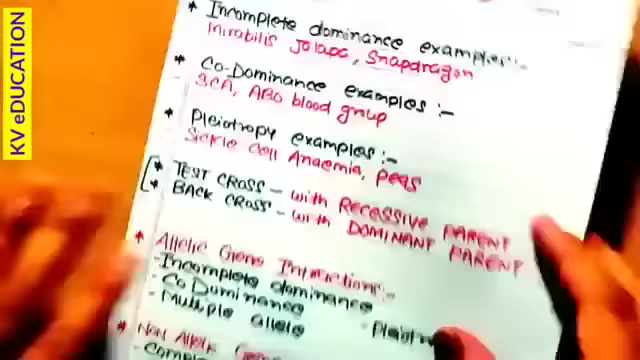 KV eDUCATION
* Incomplete dominance examples:-
Mirabilis Jalapa, Snapdragon
* Co-Dominance examples :-
- SCA, ABO blood group
* Pleiotropy examples :-
- Sickle Cell Anaemia, peas
* TEST CROSS - with RECESSIVE PARENT
* BACK CROSS - with DOMINANT PARENT
* Allelic Gene Interactions:-
- Incomplete dominance
- CoDominance
- Multiple allele
* Non Allelic Gene